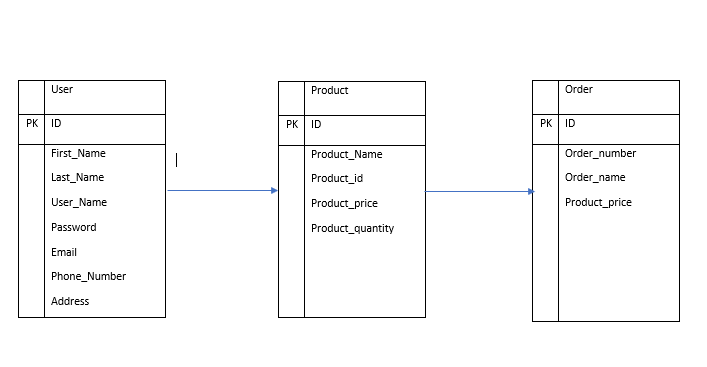 User
PK ID
First_Name
Last_Name
User_Name
Password
Email
Phone_Number
Address
Product
PK ID
Product_Name
Product_id
Product_price
Product_quantity
Order
PK ID
Order_number
Order_name
Product_price